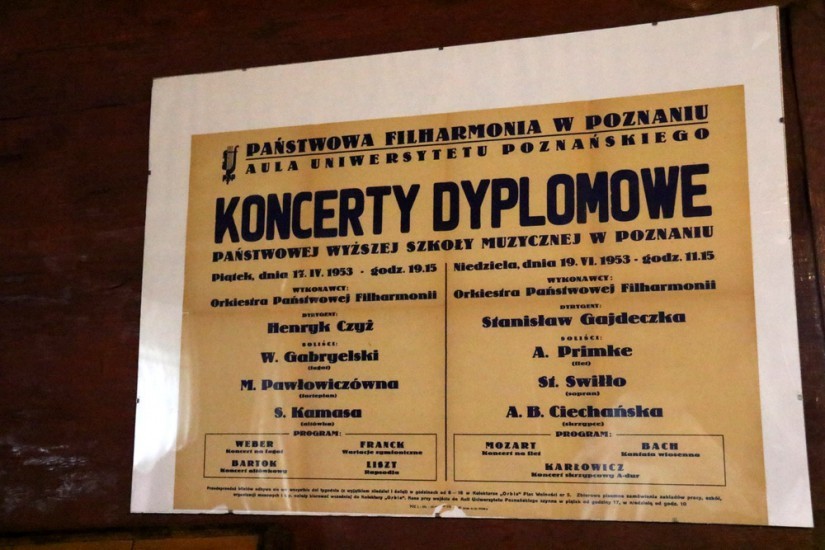 PAŃSTWOWA FILHARMONIA W POZNANIU
AULA UNIWERSYTETU POZNAŃSKIEGO
KONCERTY DYPLOMOWE
PAŃSTWOWEJ WYŻSZEJ SZKOŁY MUZYCZNEJ W POZNANIU
Piątek, dnia 17. IV. 1953 · godz. 19.15
WYKONAWCY:
Orkiestra Państwowej Filharmonii
DYRYGENT:
Henryk Czyż
SOLIŚCI:
W. Gabryelski
(fagot)
M. Pawłowiczówna
(fortepian)
S. Kamasa
(altówka)
PROGRAM:
WEBER
Koncert na fagot
FRANCK
Wariacje symfoniczne
BARTOK
Koncert altówkowy
LISZT
Rapsodia
Niedziela, dnia 19. VI. 1953 · godz. 11.15
WYKONAWCY:
Orkiestra Państwowej Filharmonii
DYRYGENT:
Stanisław Gajdeczka
SOLIŚCI:
A. Primke
(flet)
St. Swiłło
(sopran)
A. B. Ciechańska
(skrzypce)
PROGRAM:
MOZART
Koncert na flet
BACH
Kantata wiosenna
KARŁOWICZ
Koncert skrzypcowy A-dur